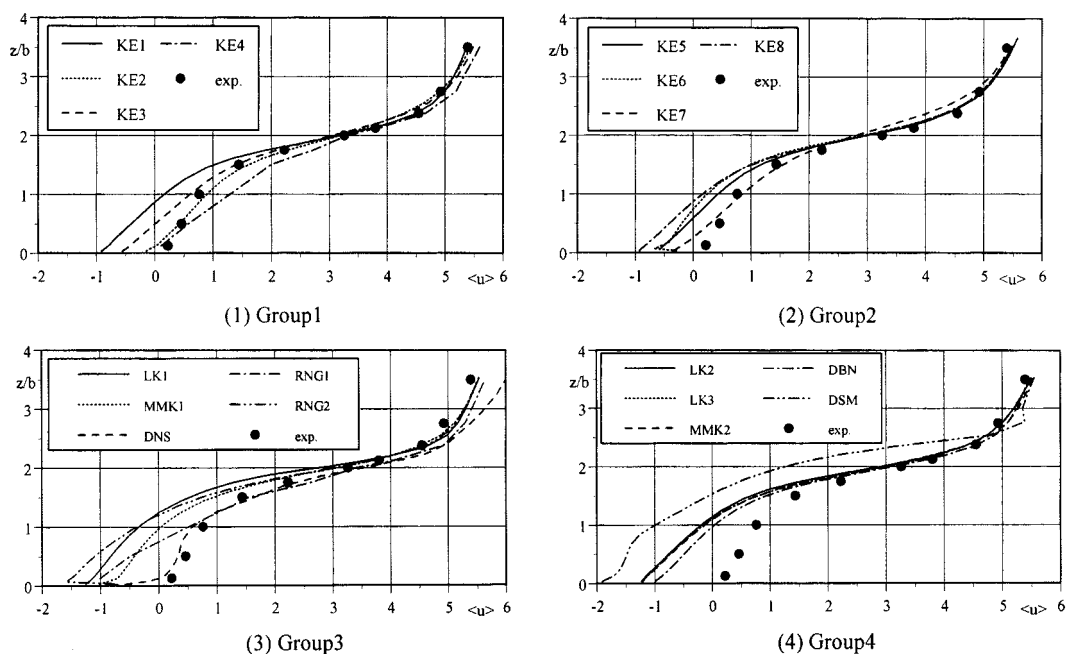 4
z/b
3
2
1
0
KE1 KE4
KE2 exp.
KE3
-2 -1 0 1 2 3 4 5 <u> 6
(1) Group1
4
z/b
3
2
1
0
KE5 KE8
KE6 exp.
KE7
-2 -1 0 1 2 3 4 5 <u> 6
(2) Group2
4
z/b
3
2
1
0
LK1 RNG1
MMK1 RNG2
DNS exp.
-2 -1 0 1 2 3 4 5 <u> 6
(3) Group3
4
z/b
3
2
1
0
LK2 DBN
LK3 DSM
MMK2 exp.
-2 -1 0 1 2 3 4 5 <u> 6
(4) Group4